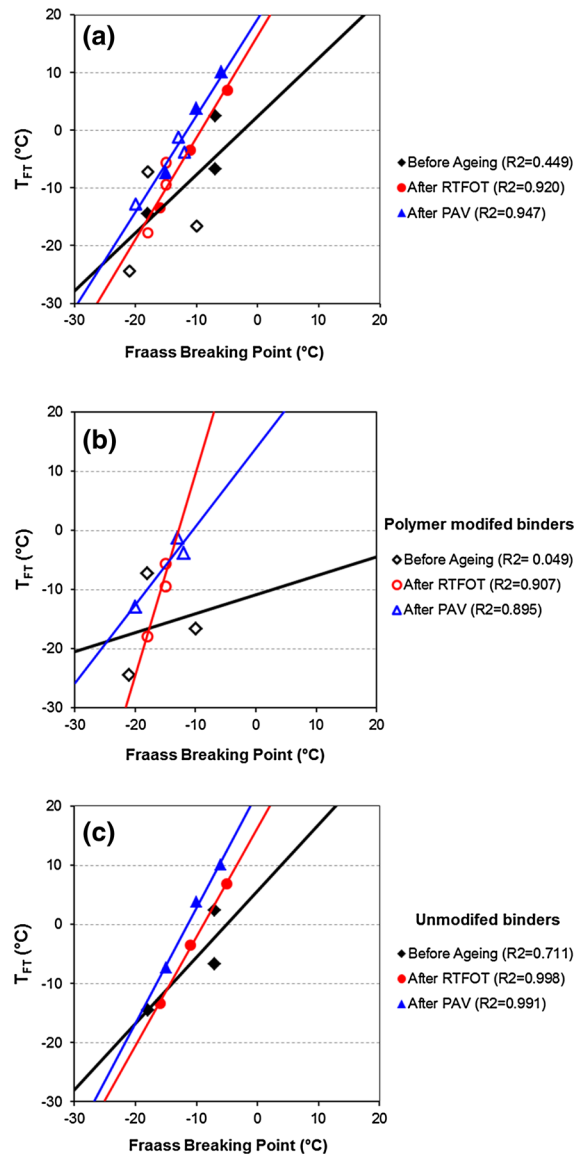 (a)
20
10
0
-10
-20
-30
T_FT (°C)
-30 -20 -10 0 10 20
Fraass Breaking Point (°C)
Before Ageing (R2=0.449)
After RTFOT (R2=0.920)
After PAV (R2=0.947)
(b)
20
10
0
-10
-20
-30
T_FT (°C)
-30 -20 -10 0 10 20
Fraass Breaking Point (°C)
Polymer modifed binders
Before Ageing (R2= 0.049)
After RTFOT (R2=0.907)
After PAV (R2=0.895)
(c)
20
10
0
-10
-20
-30
T_FT (°C)
-30 -20 -10 0 10 20
Fraass Breaking Point (°C)
Unmodifed binders
Before Ageing (R2=0.711)
After RTFOT (R2=0.998)
After PAV (R2=0.991)